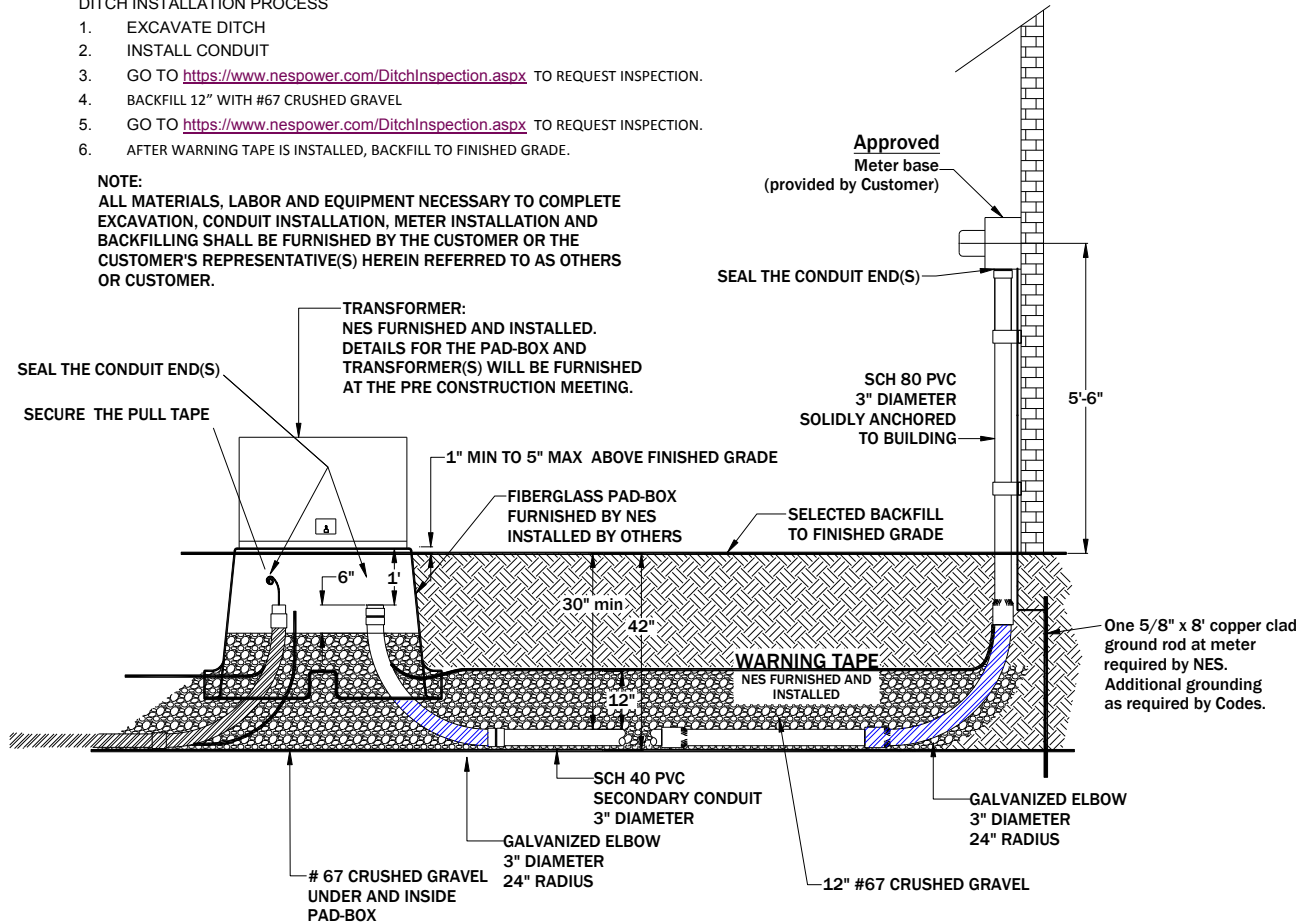 DITCH INSTALLATION PROCESS
1. EXCAVATE DITCH
2. INSTALL CONDUIT
3. GO TO https://www.nespower.com/DitchInspection.aspx TO REQUEST INSPECTION.
4. BACKFILL 12” WITH #67 CRUSHED GRAVEL
5. GO TO https://www.nespower.com/DitchInspection.aspx TO REQUEST INSPECTION.
6. AFTER WARNING TAPE IS INSTALLED, BACKFILL TO FINISHED GRADE.
NOTE:
ALL MATERIALS, LABOR AND EQUIPMENT NECESSARY TO COMPLETE
EXCAVATION, CONDUIT INSTALLATION, METER INSTALLATION AND
BACKFILLING SHALL BE FURNISHED BY THE CUSTOMER OR THE
CUSTOMER'S REPRESENTATIVE(S) HEREIN REFERRED TO AS OTHERS
OR CUSTOMER.
Approved
Meter base
(provided by Customer)
SEAL THE CONDUIT END(S)
TRANSFORMER:
NES FURNISHED AND INSTALLED.
DETAILS FOR THE PAD-BOX AND
TRANSFORMER(S) WILL BE FURNISHED
AT THE PRE CONSTRUCTION MEETING.
SEAL THE CONDUIT END(S)
SECURE THE PULL TAPE
SCH 80 PVC
3" DIAMETER
SOLIDLY ANCHORED
TO BUILDING
5'-6"
1" MIN TO 5" MAX ABOVE FINISHED GRADE
FIBERGLASS PAD-BOX
FURNISHED BY NES
INSTALLED BY OTHERS
SELECTED BACKFILL
TO FINISHED GRADE
6"
1'
30" min
42"
One 5/8" x 8' copper clad
ground rod at meter
required by NES.
Additional grounding
as required by Codes.
WARNING TAPE
NES FURNISHED AND
INSTALLED
12"
SCH 40 PVC
SECONDARY CONDUIT
3" DIAMETER
GALVANIZED ELBOW
3" DIAMETER
24" RADIUS
GALVANIZED ELBOW
3" DIAMETER
24" RADIUS
# 67 CRUSHED GRAVEL
UNDER AND INSIDE
PAD-BOX
12" #67 CRUSHED GRAVEL